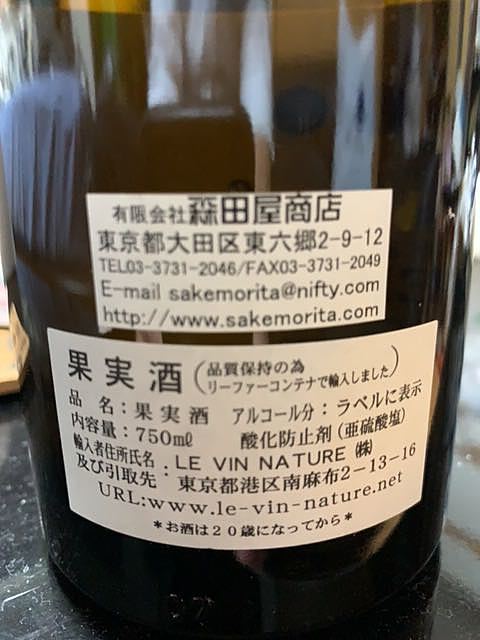 有限会社森田屋商店
東京都大田区東六郷2-9-12
TEL03-3731-2046/FAX03-3731-2049
E-mail sakemorita@nifty.com
http://www.sakemorita.com
果実酒(品質保持の為
リーファーコンテナで輸入しました)
品名:果実酒 アルコール分:ラベルに表示
内容量:750mℓ 酸化防止剤(亜硫酸塩)
輸入者住所氏名:LE VIN NATURE ㈱
及び引取先:東京都港区南麻布2-13-16
URL:www.le-vin-nature.net
*お酒は20歳になってから*